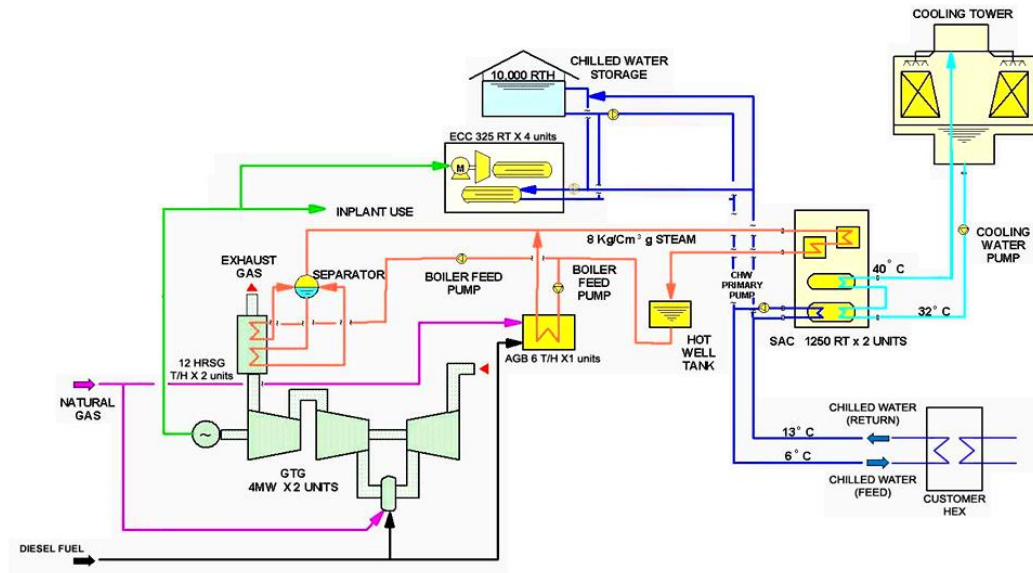 COOLING TOWER
CHILLED WATER
STORAGE
10,000 RTH
ECC 325 RT X 4 units
M
INPLANT USE
8 Kg/Cm³ g STEAM
COOLING
WATER
PUMP
EXHAUST
GAS
SEPARATOR
BOILER FEED
PUMP
BOILER
FEED
PUMP
CHW
PRIMARY
PUMP
40° C
32° C
HOT
WELL
TANK
SAC 1250 RT x 2 UNITS
AGB 6 T/H X1 units
12 HRSG
T/H X 2 units
NATURAL
GAS
~
GTG
4MW X 2 UNITS
CHILLED WATER
(RETURN)
13° C
6° C
CHILLED WATER
(FEED)
CUSTOMER
HEX
DIESEL FUEL